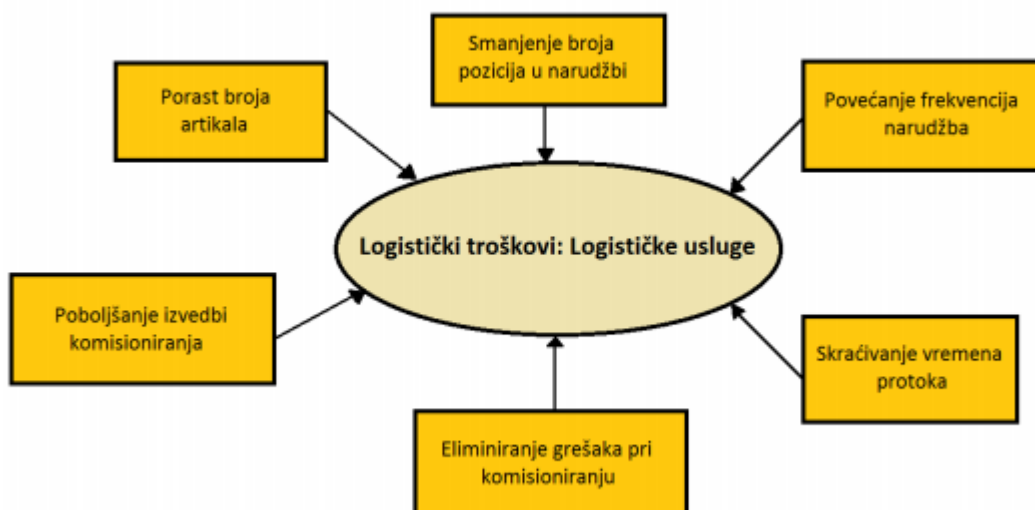 Smanjenje broja
pozicija u narudžbi
Porast broja
artikala
Povećanje frekvencija
narudžba
Logistički troškovi: Logističke usluge
Poboljšanje izvedbi
komisioniranja
Skraćivanje vremena
protoka
Eliminiranje grešaka pri
komisioniranju